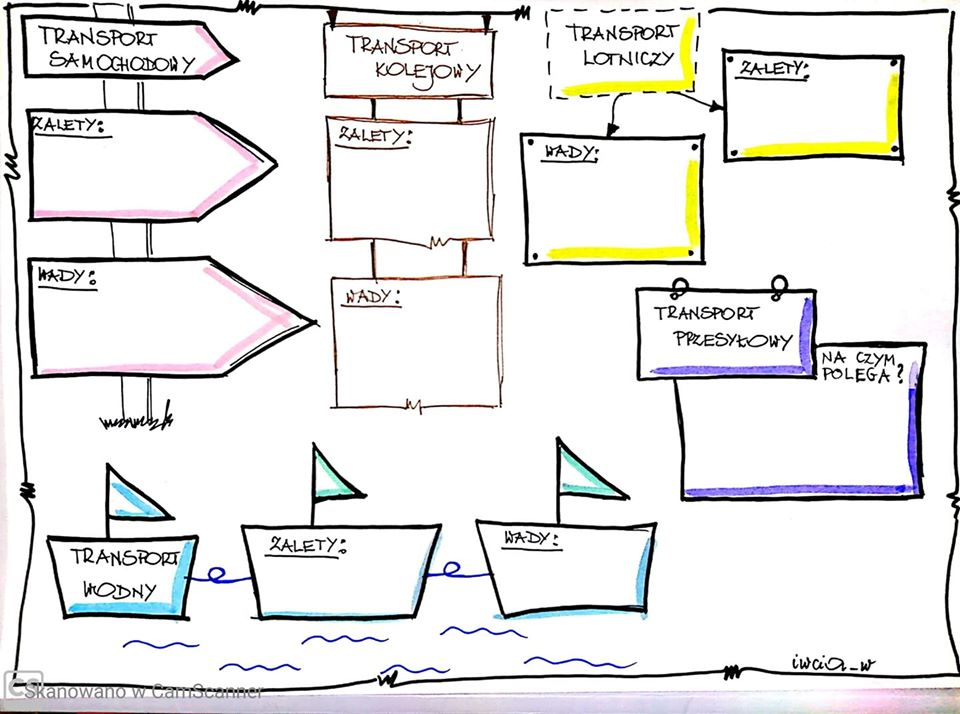 TRANSPORT
SAMOCHODOWY
ZALETY:
WADY:
TRANSPORT
KOLEJOWY
ZALETY:
WADY:
TRANSPORT
LOTNICZY
ZALETY:
WADY:
TRANSPORT
PRZESYŁOWY
NA CZYM
POLEGA?
TRANSPORT
WODNY
ZALETY:
WADY:
iwcia_w
CS Skanowano w CamScanner